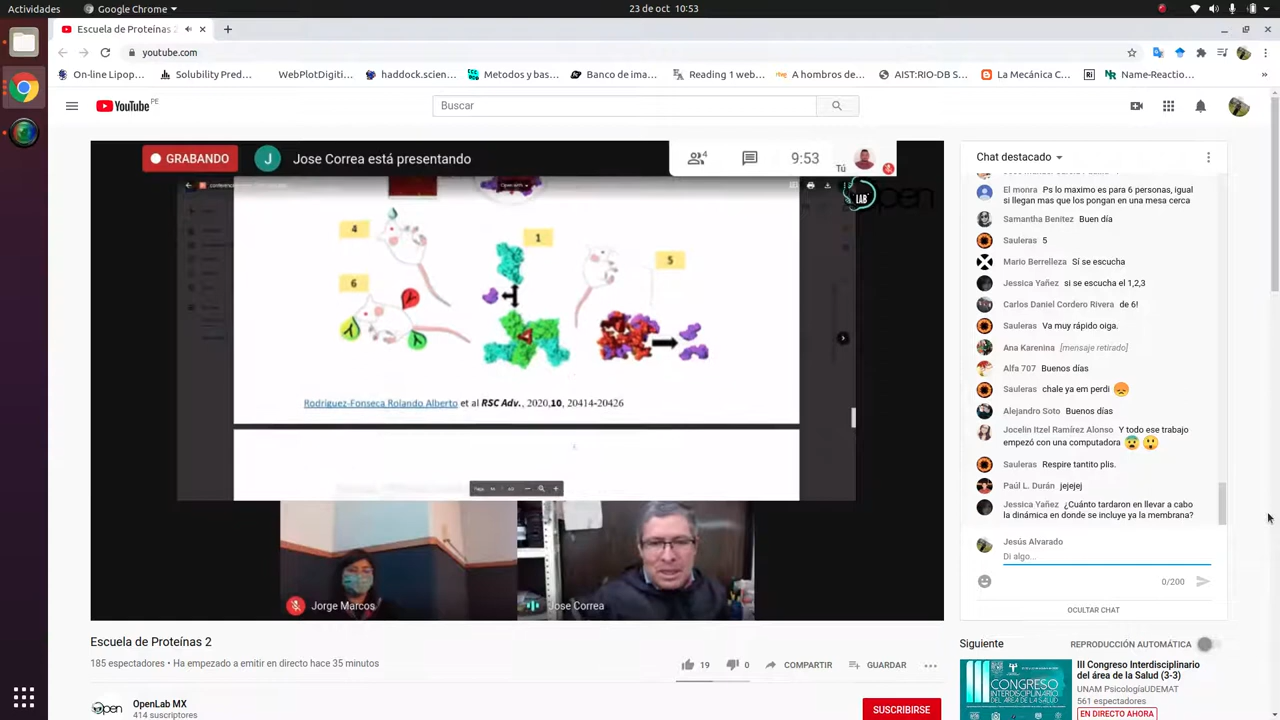 Actividades
Google Chrome
23 de oct 10:53
Escuela de Proteínas 2
youtube.com
On-line Lipop...
Solubility Pred...
WebPlotDigiti...
haddock.scien...
Metodos y bas...
Banco de ima...
Reading 1 web...
A hombros de...
AIST:RIO-DB S...
La Mecánica C...
Name-Reactio...
»
YouTube PE
Buscar
GRABANDO
J
Jose Correa está presentando
4
9:53
Tú
open
LAB
4
1
5
6
Rodriguez-Fonseca Rolando Alberto et al RSC Adv., 2020,10, 20414-20426
Jorge Marcos
Jose Correa
Chat destacado
El monra Ps lo maximo es para 6 personas, igual
si llegan mas que los pongan en una mesa cerca
Samantha Benitez Buen día
Sauleras 5
Mario Berrelleza Sí se escucha
Jessica Yañez si se escucha el 1,2,3
Carlos Daniel Cordero Rivera de 6!
Sauleras Va muy rápido oiga.
Ana Karenina [mensaje retirado]
Alfa 707 Buenos días
Sauleras chale ya em perdi
Alejandro Soto Buenos días
Jocelin Itzel Ramírez Alonso Y todo ese trabajo
empezó con una computadora
Sauleras Respire tantito plis.
Paúl L. Durán jejejej
Jessica Yañez ¿Cuánto tardaron en llevar a cabo
la dinámica en donde se incluye ya la membrana?
Jesús Alvarado
Di algo...
0/200
OCULTAR CHAT
Escuela de Proteínas 2
185 espectadores • Ha empezado a emitir en directo hace 35 minutos
19
0
COMPARTIR
GUARDAR
open
OpenLab MX
414 suscriptores
SUSCRIBIRSE
Siguiente
REPRODUCCIÓN AUTOMÁTICA
III Congreso Interdisciplinario
del área de la Salud (3-3)
UNAM PsicologíaUDEMAT
561 espectadores
EN DIRECTO AHORA